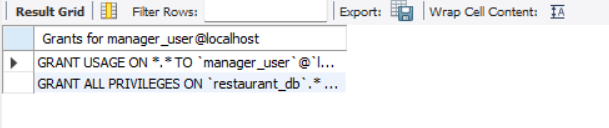 Result Grid Filter Rows: Export: Wrap Cell Content: IA
Grants for manager_user@localhost
GRANT USAGE ON *.* TO `manager_user`@`l...
GRANT ALL PRIVILEGES ON `restaurant_db`.* ...